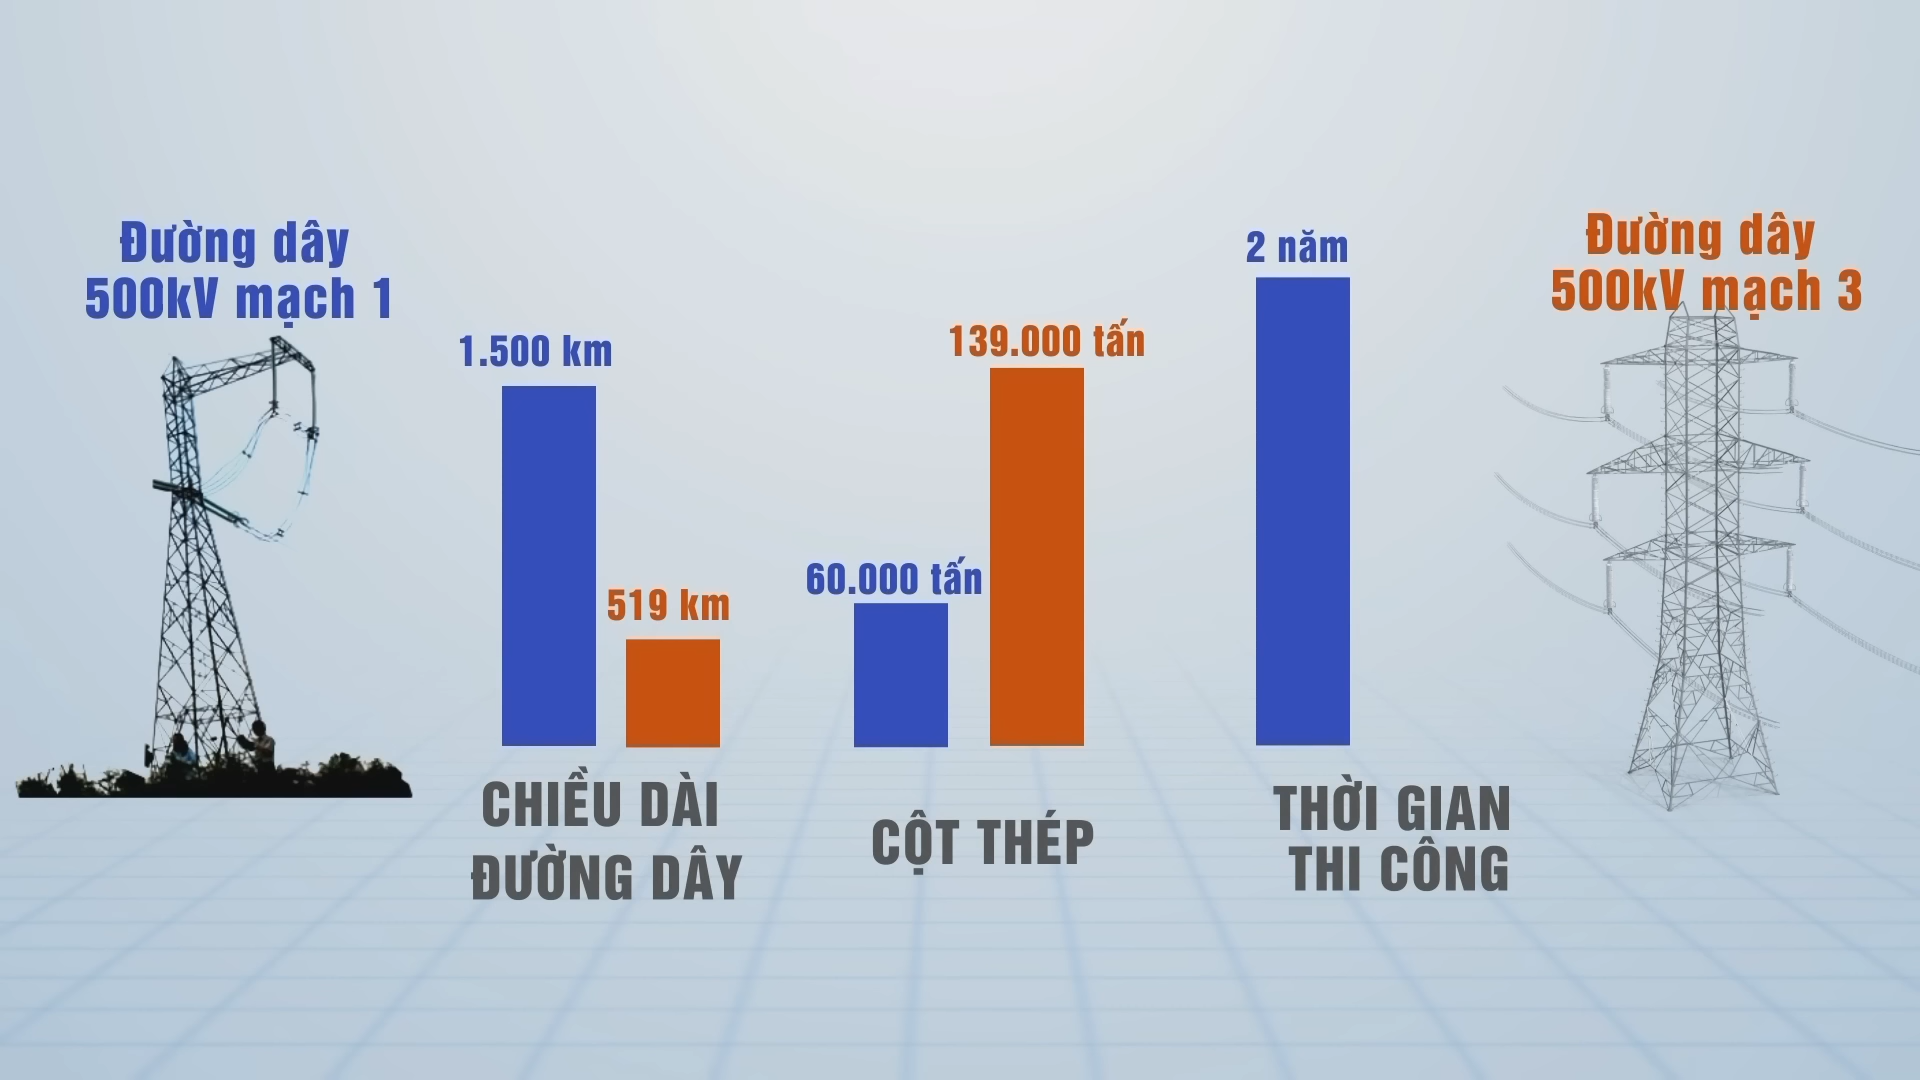 Đường dây
500kV mạch 1
1.500 km
519 km
CHIỀU DÀI
ĐƯỜNG DÂY
60.000 tấn
139.000 tấn
CỘT THÉP
2 năm
THỜI GIAN
THI CÔNG
Đường dây
500kV mạch 3